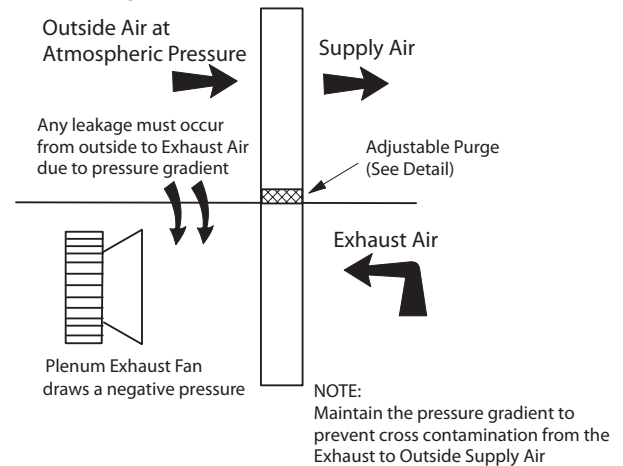 Outside Air at
Atmospheric Pressure
Supply Air
Any leakage must occur
from outside to Exhaust Air
due to pressure gradient
Adjustable Purge
(See Detail)
Exhaust Air
Plenum Exhaust Fan
draws a negative pressure
NOTE:
Maintain the pressure gradient to
prevent cross contamination from the
Exhaust to Outside Supply Air